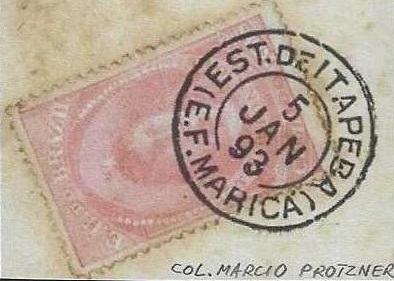 BRAZIL
(EST. DE ITAPEBA)
5
JAN
93
(E.F. MARICA)
COL. MARCIO PROTZNER